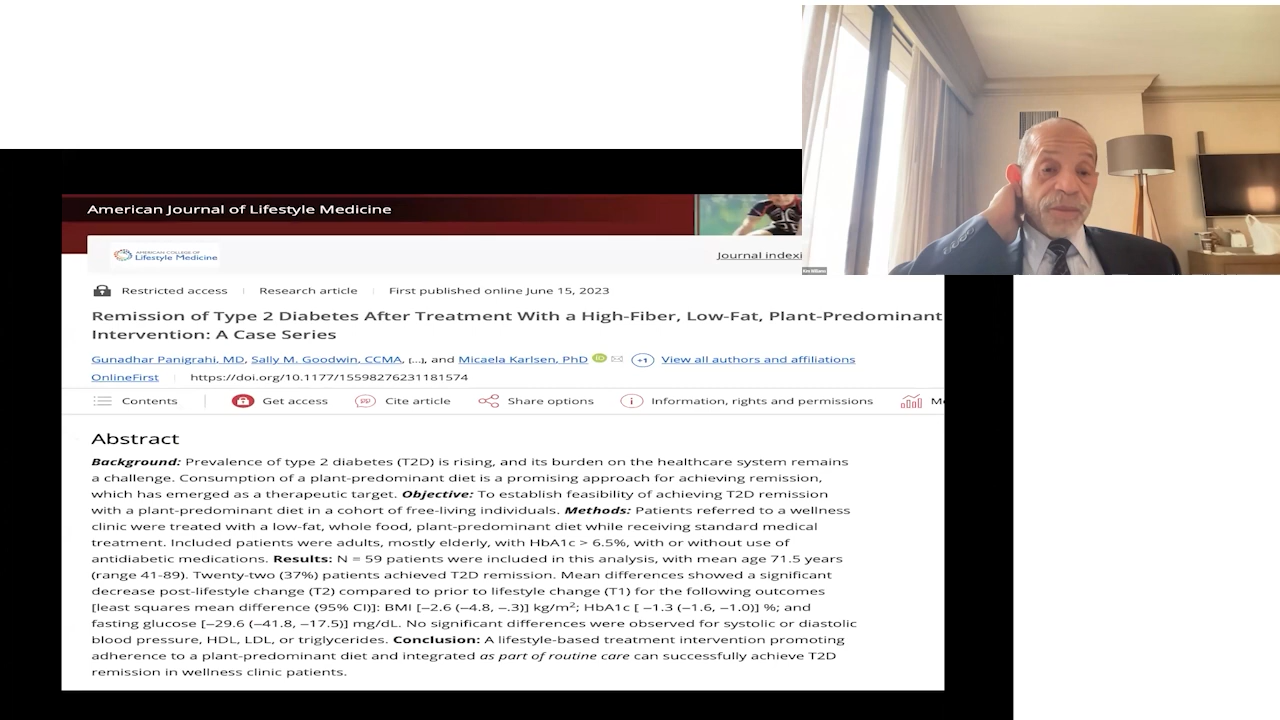 American Journal of Lifestyle Medicine
AMERICAN COLLEGE OF
Lifestyle Medicine
Journal indexi
Restricted access
Research article
First published online June 15, 2023
Remission of Type 2 Diabetes After Treatment With a High-Fiber, Low-Fat, Plant-Predominant
Intervention: A Case Series
Gunadhar Panigrahi, MD, Sally M. Goodwin, CCMA, [...], and Micaela Karlsen, PhD iD +1 View all authors and affiliations
OnlineFirst
https://doi.org/10.1177/15598276231181574
Contents
Get access
Cite article
Share options
Information, rights and permissions
Me
Abstract
Background: Prevalence of type 2 diabetes (T2D) is rising, and its burden on the healthcare system remains
a challenge. Consumption of a plant-predominant diet is a promising approach for achieving remission,
which has emerged as a therapeutic target. Objective: To establish feasibility of achieving T2D remission
with a plant-predominant diet in a cohort of free-living individuals. Methods: Patients referred to a wellness
clinic were treated with a low-fat, whole food, plant-predominant diet while receiving standard medical
treatment. Included patients were adults, mostly elderly, with HbA1c > 6.5%, with or without use of
antidiabetic medications. Results: N = 59 patients were included in this analysis, with mean age 71.5 years
(range 41-89). Twenty-two (37%) patients achieved T2D remission. Mean differences showed a significant
decrease post-lifestyle change (T2) compared to prior to lifestyle change (T1) for the following outcomes
[least squares mean difference (95% CI)]: BMI [−2.6 (−4.8, −.3)] kg/m²; HbA1c [ −1.3 (−1.6, −1.0)] %; and
fasting glucose [−29.6 (−41.8, −17.5)] mg/dL. No significant differences were observed for systolic or diastolic
blood pressure, HDL, LDL, or triglycerides. Conclusion: A lifestyle-based treatment intervention promoting
adherence to a plant-predominant diet and integrated as part of routine care can successfully achieve T2D
remission in wellness clinic patients.